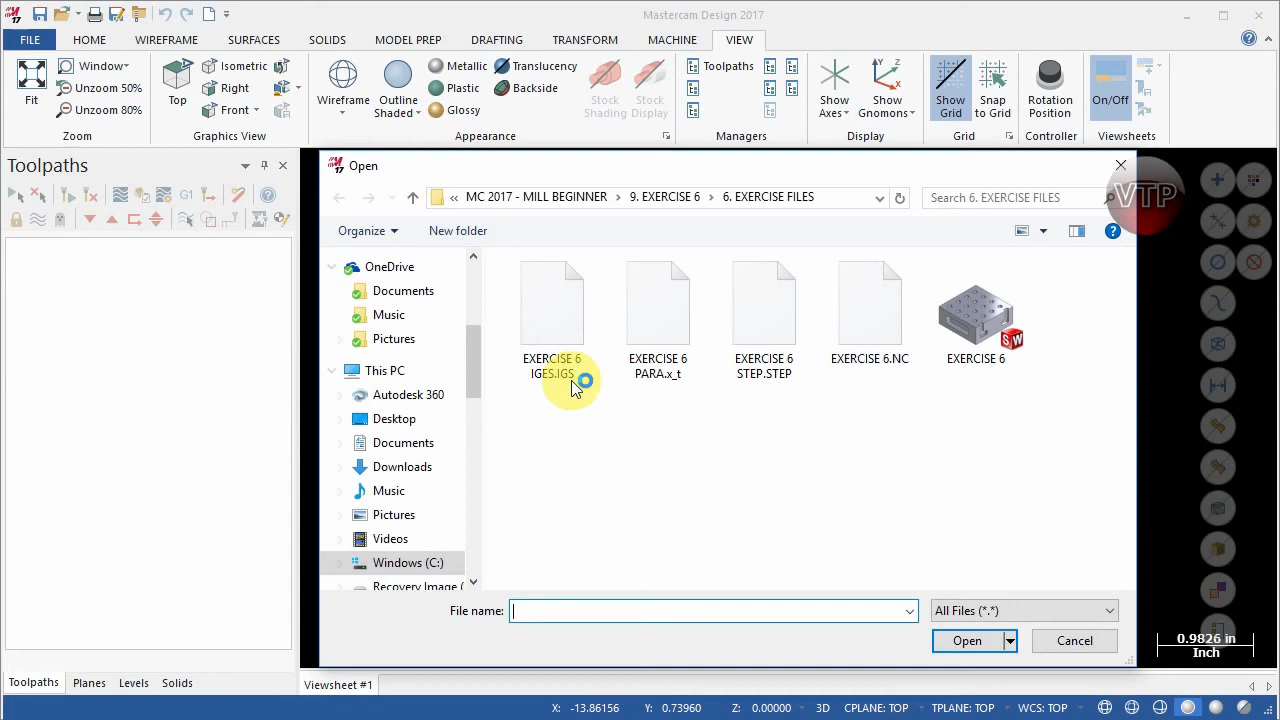 Mastercam Design 2017
FILE
HOME
WIREFRAME
SURFACES
SOLIDS
MODEL PREP
DRAFTING
TRANSFORM
MACHINE
VIEW
Fit
Window
Unzoom 50%
Unzoom 80%
Zoom
Top
Isometric
Right
Front
Graphics View
Wireframe
Outline
Shaded
Metallic
Plastic
Glossy
Translucency
Backside
Stock
Shading
Stock
Display
Appearance
Toolpaths
Managers
Show
Axes
Show
Gnomons
Display
Show
Grid
Snap
to Grid
Grid
Rotation
Position
Controller
On/Off
Viewsheets
Toolpaths
G1
Open
« MC 2017 - MILL BEGINNER
9. EXERCISE 6
6. EXERCISE FILES
Search 6. EXERCISE FILES
VTP
Organize
New folder
OneDrive
Documents
Music
Pictures
This PC
Autodesk 360
Desktop
Documents
Downloads
Music
Pictures
Videos
Windows (C:)
Recovery Image (
EXERCISE 6
IGES.IGS
EXERCISE 6
PARA.x_t
EXERCISE 6
STEP.STEP
EXERCISE 6.NC
EXERCISE 6
File name:
All Files (*.*)
Open
Cancel
0.9826 in
Inch
Toolpaths
Planes
Levels
Solids
Viewsheet #1
X: -13.86156
Y: 0.73960
Z: 0.00000
3D
CPLANE: TOP
TPLANE: TOP
WCS: TOP